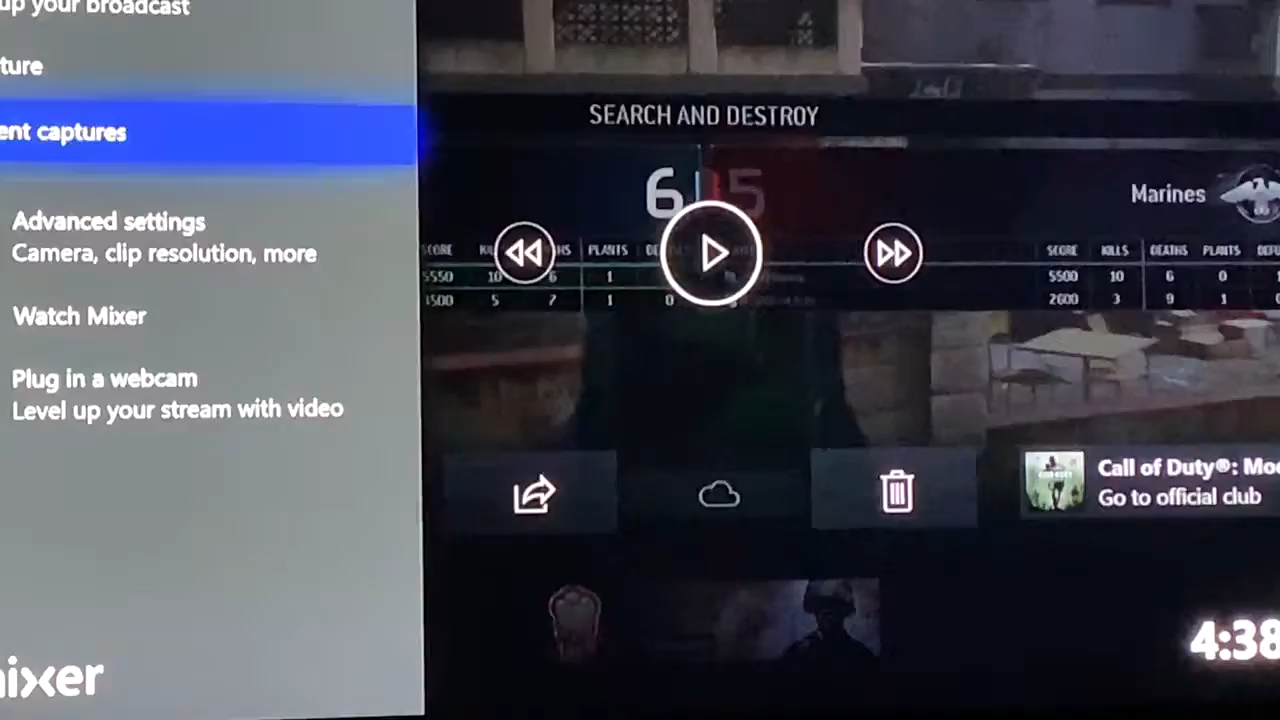 up your broadcast
ture
ent captures
Advanced settings
Camera, clip resolution, more
Watch Mixer
Plug in a webcam
Level up your stream with video
mixer
SEARCH AND DESTROY
6 5
Marines
SCORE PLANTS
5550 10 6 1
1500 5 7 1 0
SCORE KILLS DEATHS PLANTS
5500 10 6 0
2600 3 9 1
Call of Duty®: Mo
Go to official club
4:38